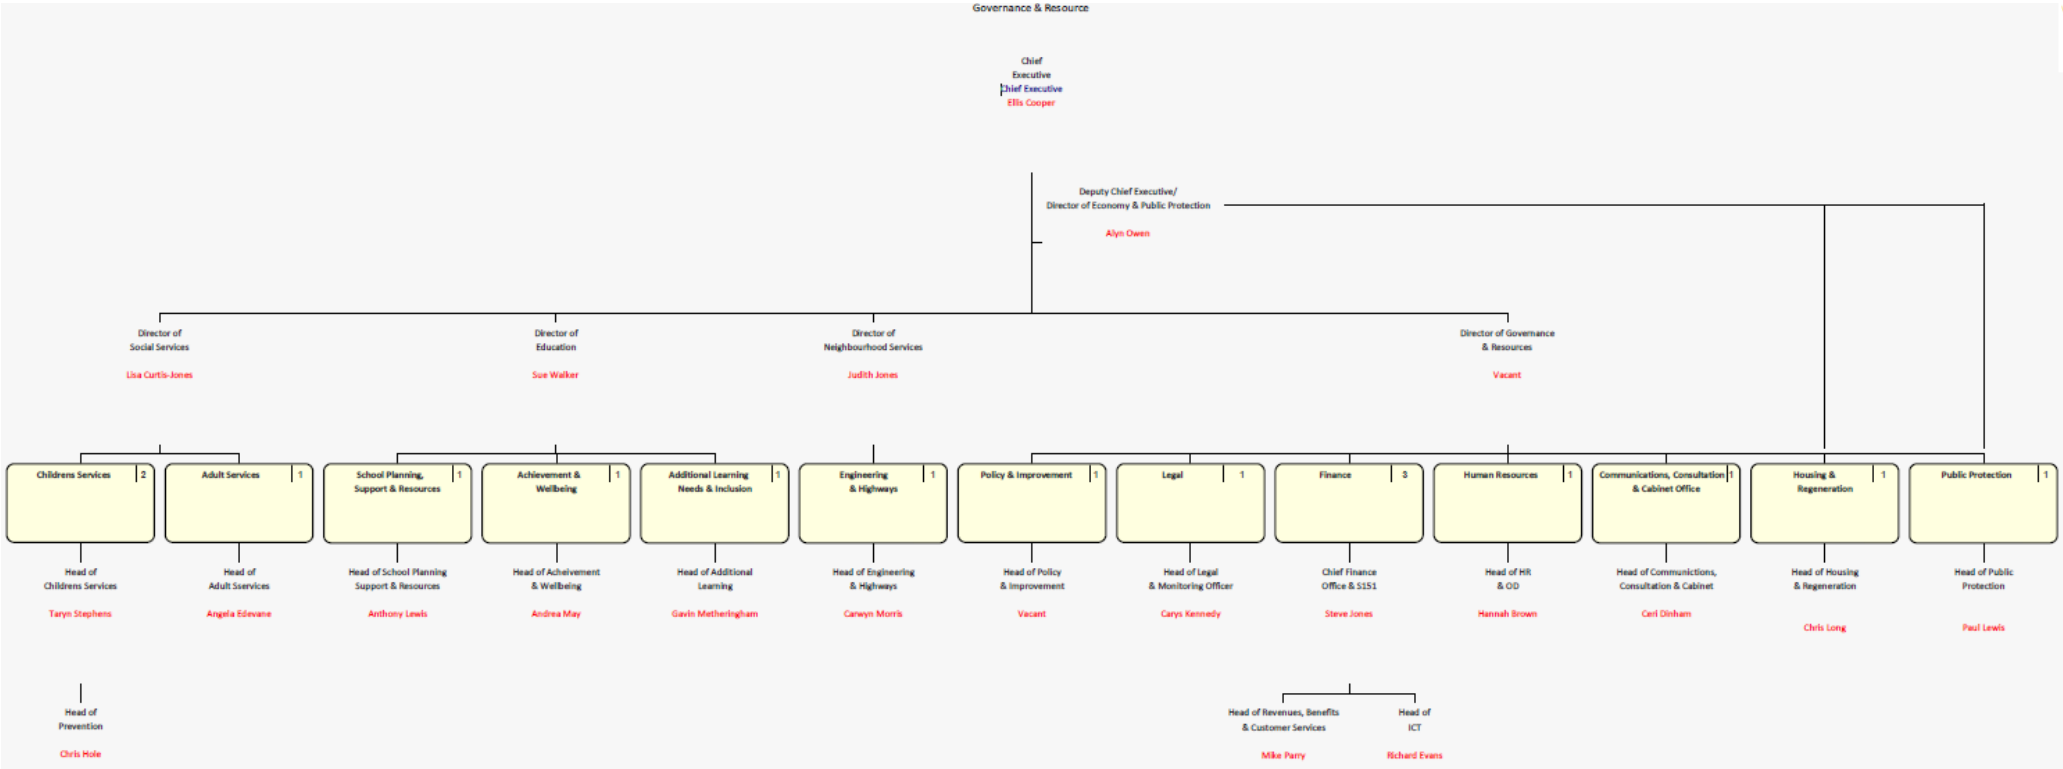 Governance & Resource
Chief
Executive
Chief Executive
Ellis Cooper
Deputy Chief Executive/
Director of Economy & Public Protection
Alyn Owen
Director of
Social Services
Lisa Curtis-Jones
Director of
Education
Sue Walker
Director of
Neighbourhood Services
Judith Jones
Director of Governance
& Resources
Vacant
Childrens Services 2
Adult Services 1
School Planning, 1
Support & Resources
Achievement & 1
Wellbeing
Additional Learning 1
Needs & Inclusion
Engineering 1
& Highways
Policy & Improvement 1
Legal 1
Finance 3
Human Resources 1
Communications, Consultation 1
& Cabinet Office
Housing & 1
Regeneration
Public Protection 1
Head of
Childrens Services
Taryn Stephens
Head of
Adult Sservices
Angela Edevane
Head of School Planning
Support & Resources
Anthony Lewis
Head of Acheivement
& Wellbeing
Andrea May
Head of Additional
Learning
Gavin Metheringham
Head of Engineering
& Highways
Carwyn Morris
Head of Policy
& Improvement
Vacant
Head of Legal
& Monitoring Officer
Carys Kennedy
Chief Finance
Office & S151
Steve Jones
Head of HR
& OD
Hannah Brown
Head of Communictions,
Consultation & Cabinet
Ceri Dinham
Head of Housing
& Regeneration
Chris Long
Head of Public
Protection
Paul Lewis
Head of
Prevention
Chris Hole
Head of Revenues, Benefits
& Customer Services
Mike Parry
Head of
ICT
Richard Evans